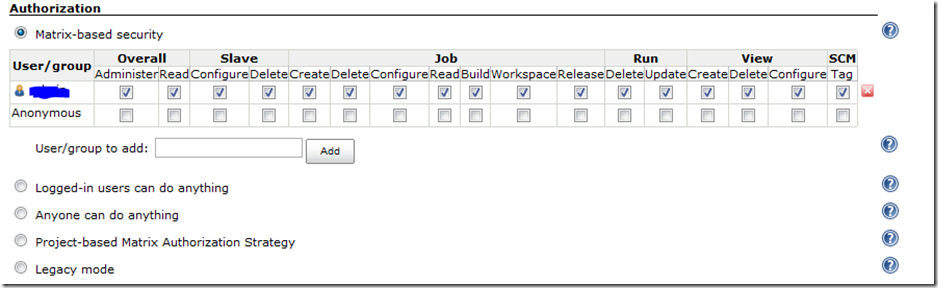 Authorization
Matrix-based security
User/group Overall Slave Job Run View SCM
Administer Read Configure Delete Create Delete Configure Read Build Workspace Release Delete Update Create Delete Configure Tag
Anonymous
User/group to add: Add
Logged-in users can do anything
Anyone can do anything
Project-based Matrix Authorization Strategy
Legacy mode